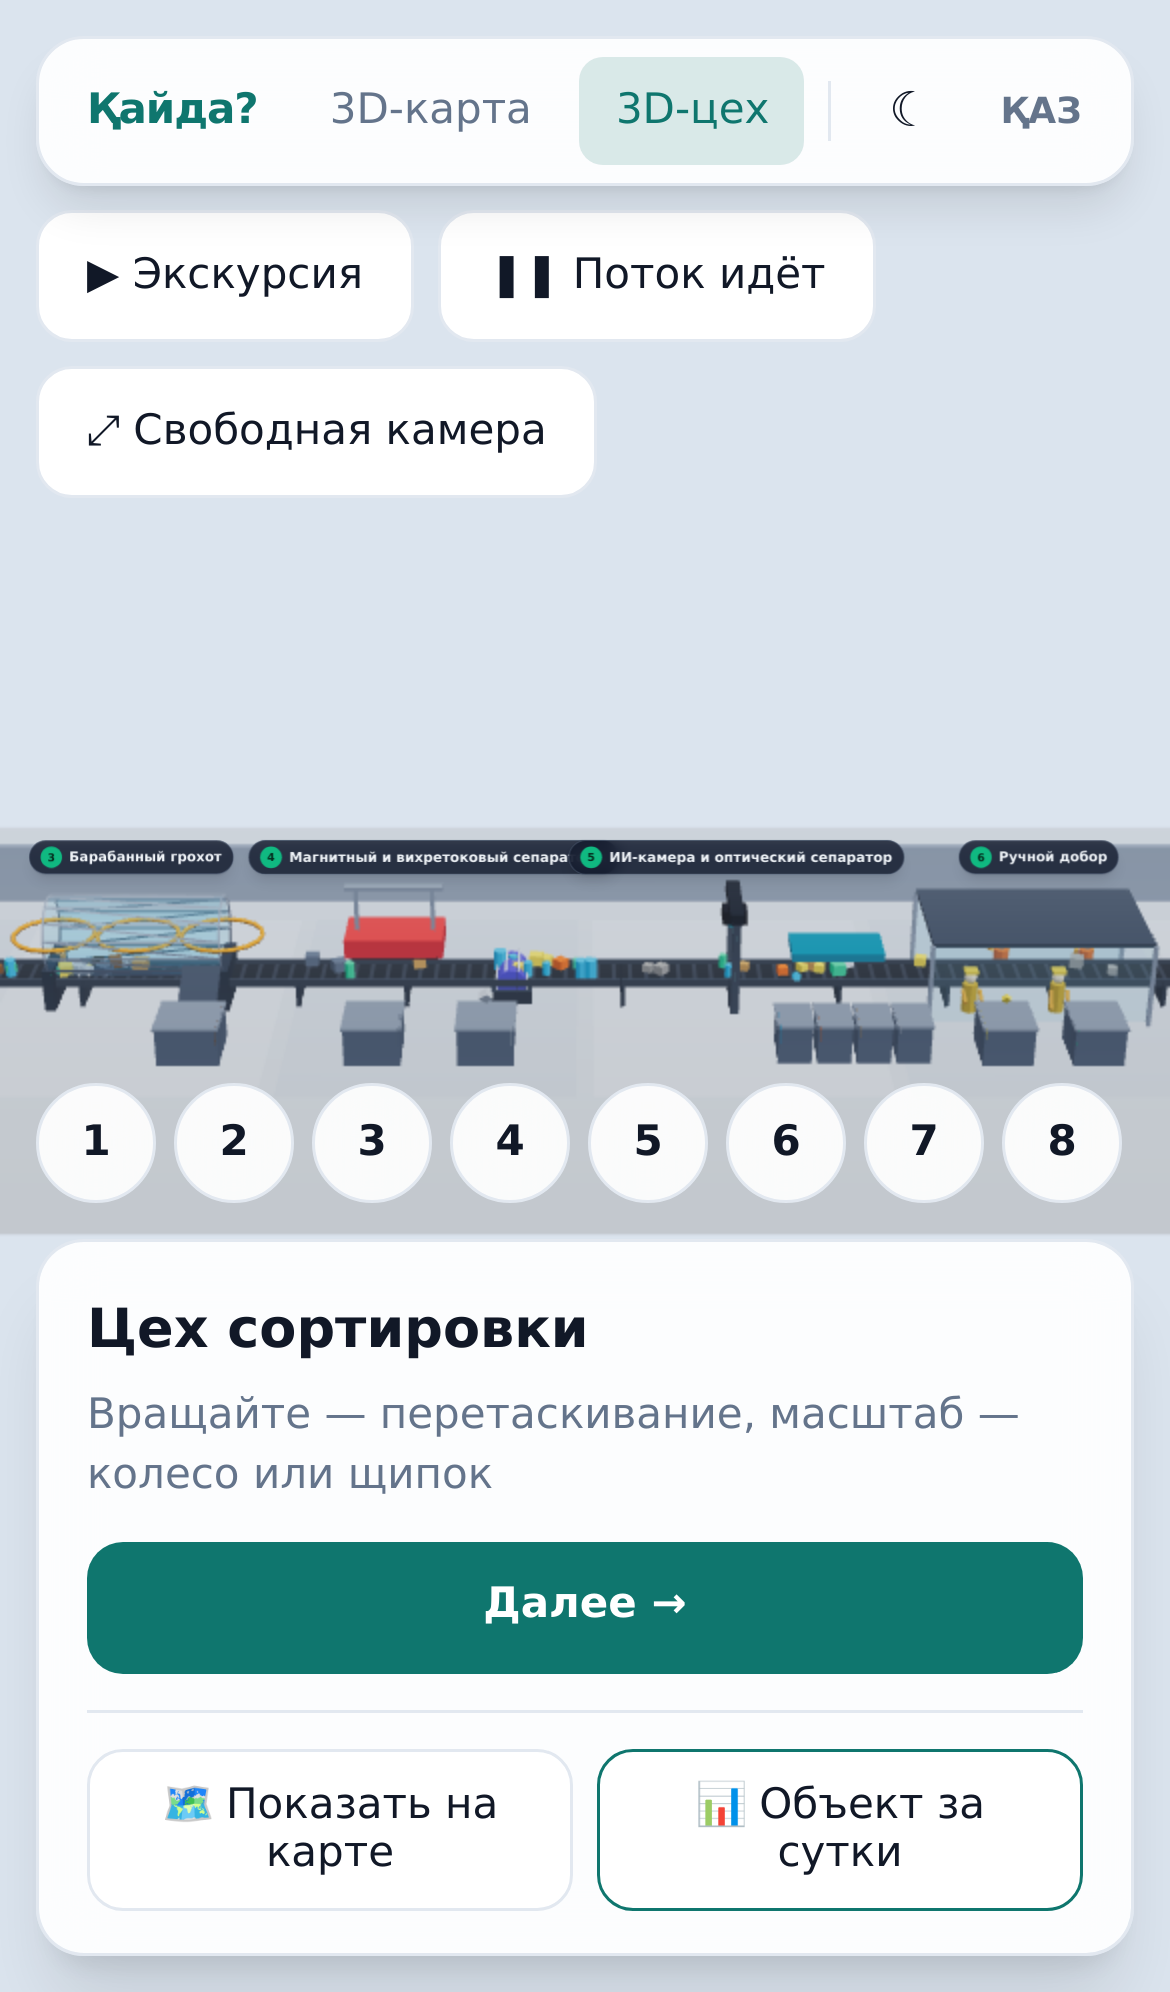 Қайда? 3D-карта 3D-цех ☾ ҚАЗ
▶ Экскурсия ❚❚ Поток идёт
⤢ Свободная камера
3 Барабанный грохот 4 Магнитный и вихретоковый сепара 5 ИИ-камера и оптический сепаратор 6 Ручной добор
1 2 3 4 5 6 7 8
Цех сортировки
Вращайте — перетаскивание, масштаб —
колесо или щипок
Далее →
🗺️ Показать на
карте
📊 Объект за
сутки